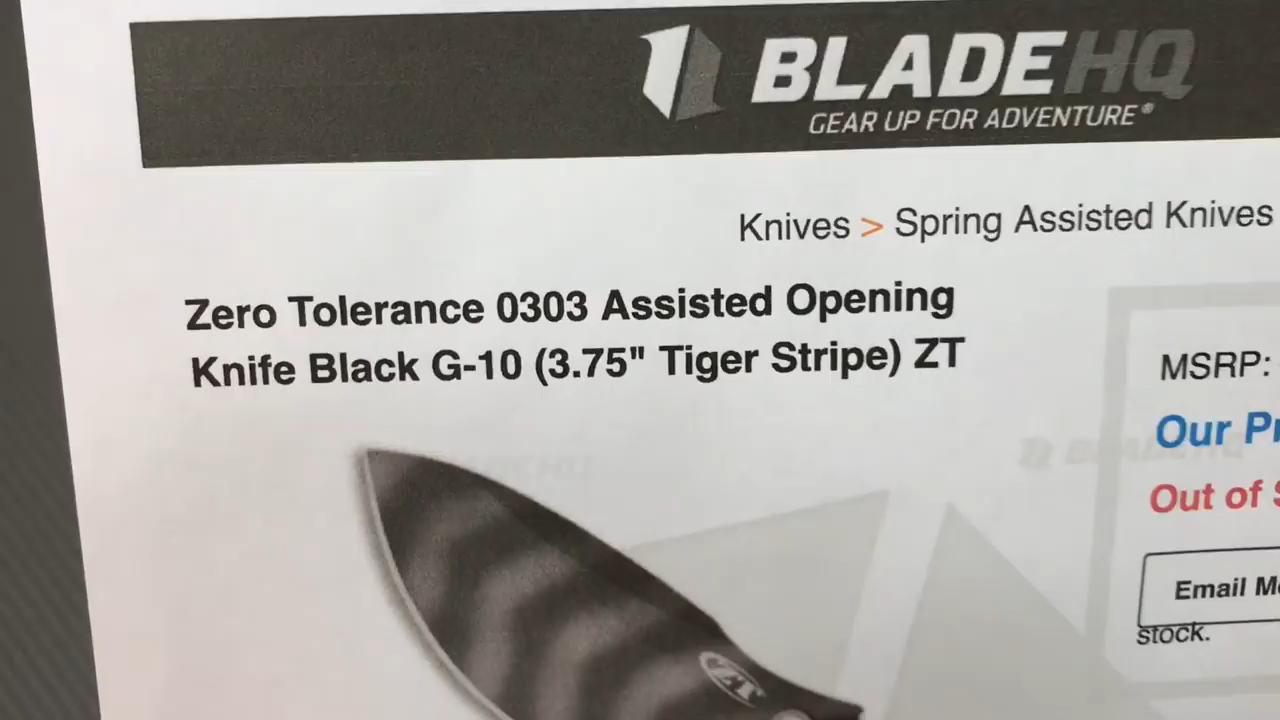 BLADEHQ
GEAR UP FOR ADVENTURE®
Knives > Spring Assisted Knives
Zero Tolerance 0303 Assisted Opening
Knife Black G-10 (3.75" Tiger Stripe) ZT
MSRP:
Our
Out of
Email
stock.
ZT